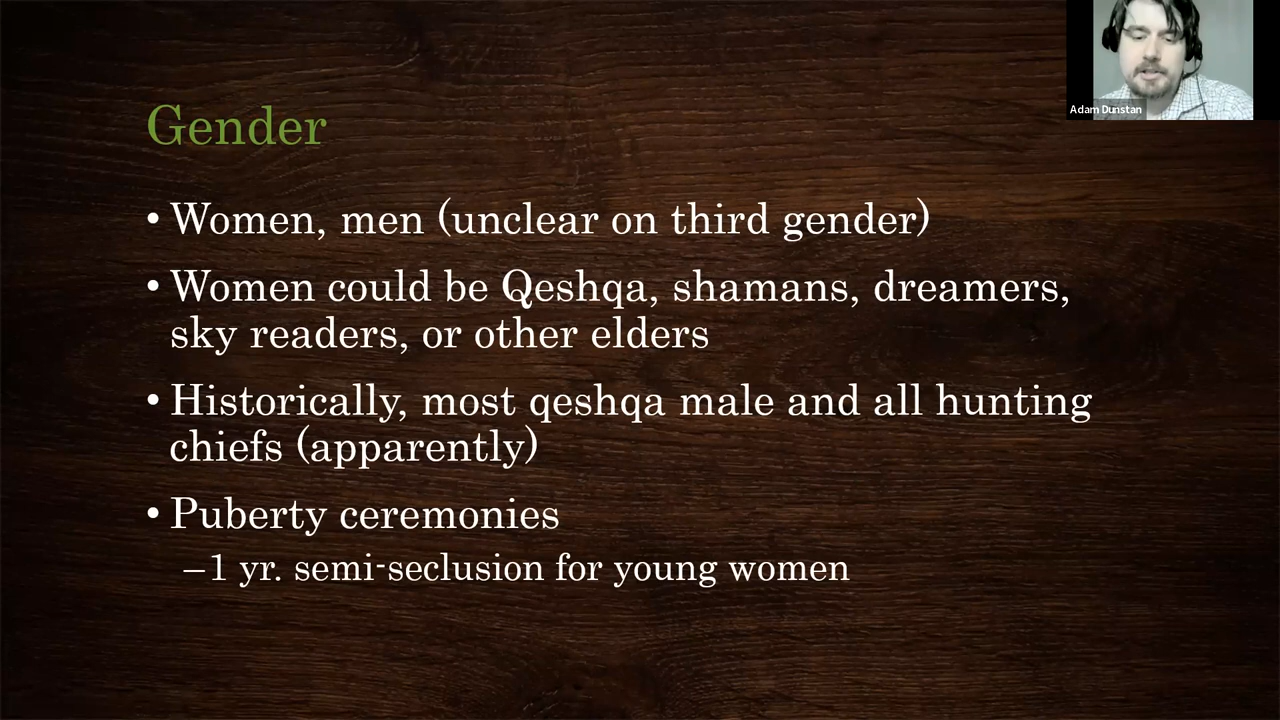 Adam Dunstan
Gender
• Women, men (unclear on third gender)
• Women could be Qeshqa, shamans, dreamers,
sky readers, or other elders
• Historically, most qeshqa male and all hunting
chiefs (apparently)
• Puberty ceremonies
–1 yr. semi-seclusion for young women